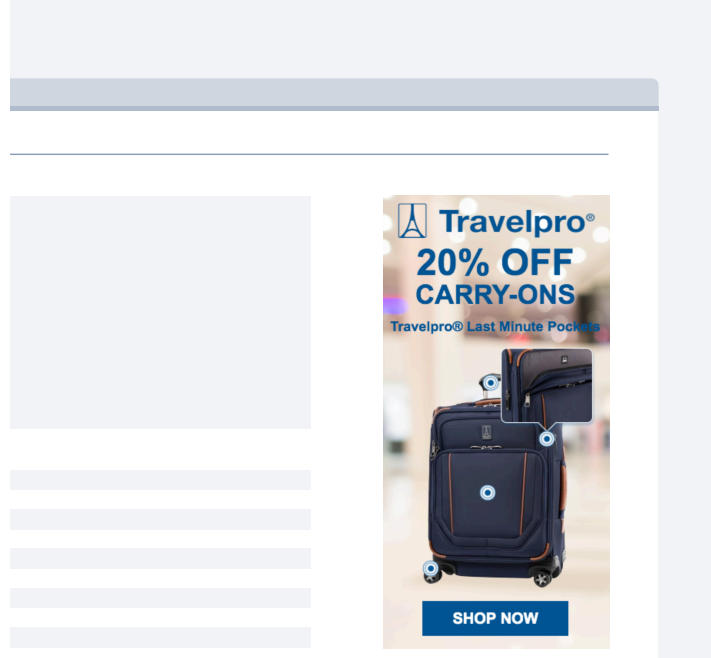 Travelpro®
20% OFF
CARRY-ONS
Travelpro® Last Minute Pockets
SHOP NOW